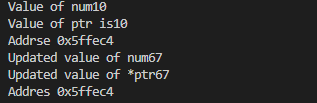 Value of num10
Value of ptr is10
Addrse 0x5ffec4
Updated value of num67
Updated value of *ptr67
Addres 0x5ffec4